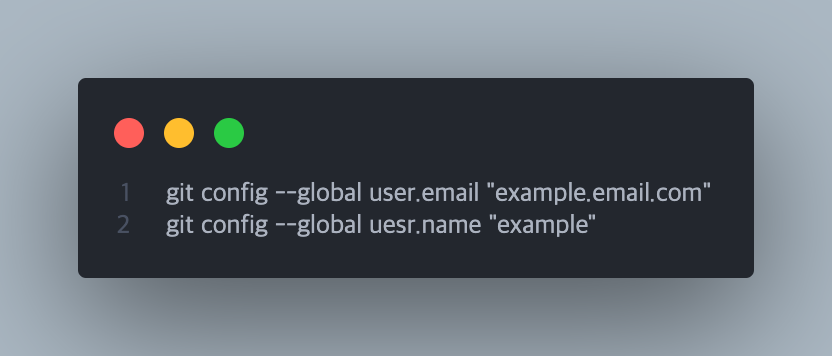 1 git config --global user.email "example.email.com"
2 git config --global uesr.name "example"